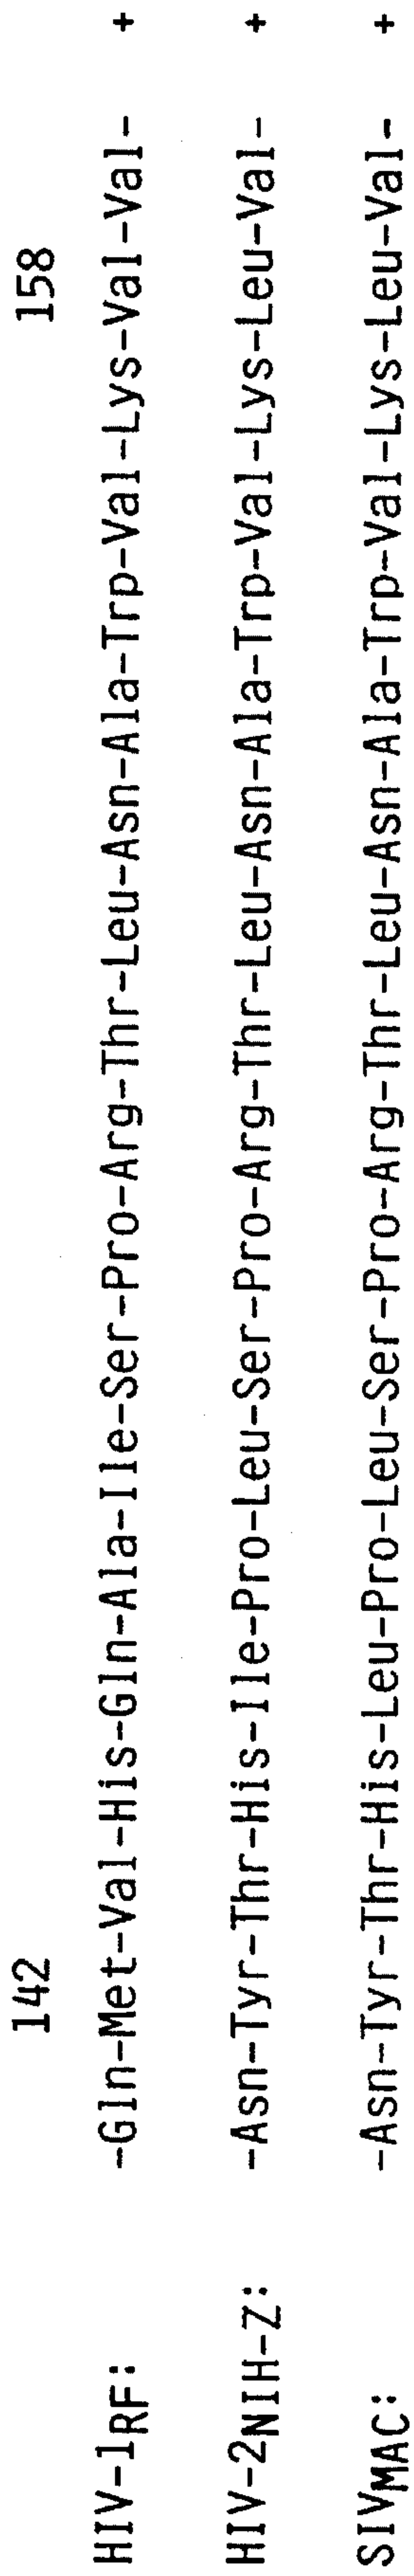 142 158
HIV-1RF: -Gln-Met-Val-His-Gln-Ala-Ile-Ser-Pro-Arg-Thr-Leu-Asn-Ala-Trp-Val-Lys-Val-Val- +
HIV-2NIH-Z: -Asn-Tyr-Thr-His-Ile-Pro-Leu-Ser-Pro-Arg-Thr-Leu-Asn-Ala-Trp-Val-Lys-Leu-Val- +
SIVMAC: -Asn-Tyr-Thr-His-Leu-Pro-Leu-Ser-Pro-Arg-Thr-Leu-Asn-Ala-Trp-Val-Lys-Leu-Val- +